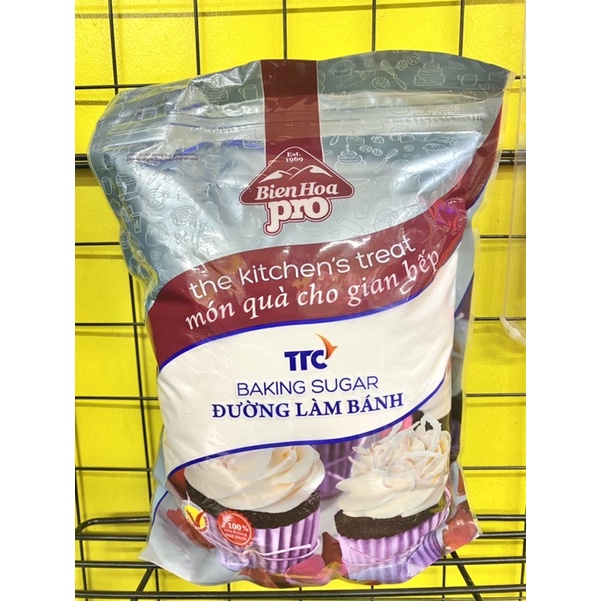 Est.
1969
Bien Hoa
pro
the kitchen's treat
món quà cho gian bếp
TTC
BAKING SUGAR
ĐƯỜNG LÀM BÁNH
100%